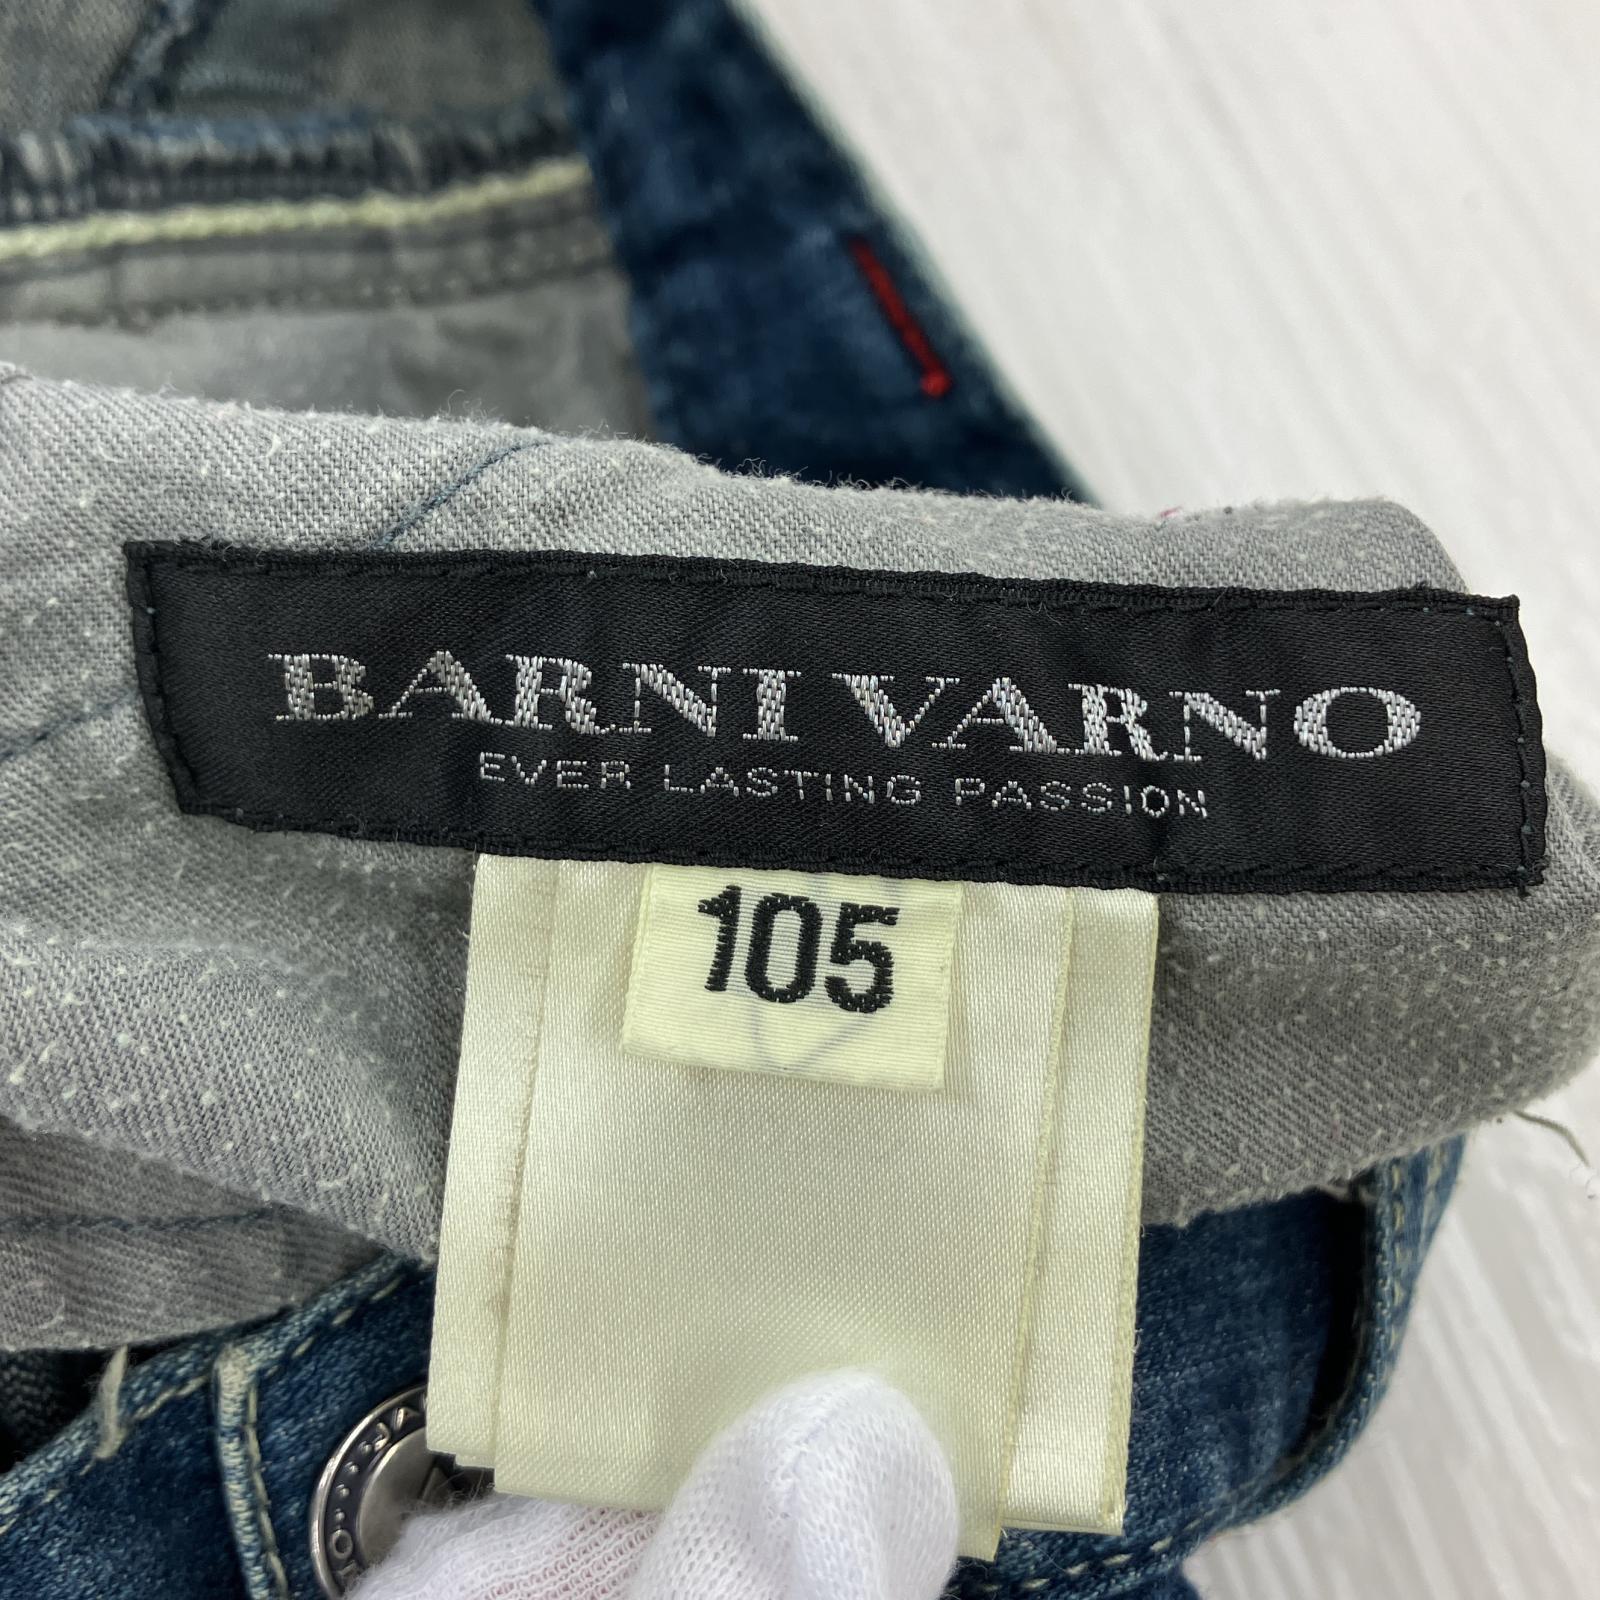 BARNI VARNO
EVER LASTING PASSION
105